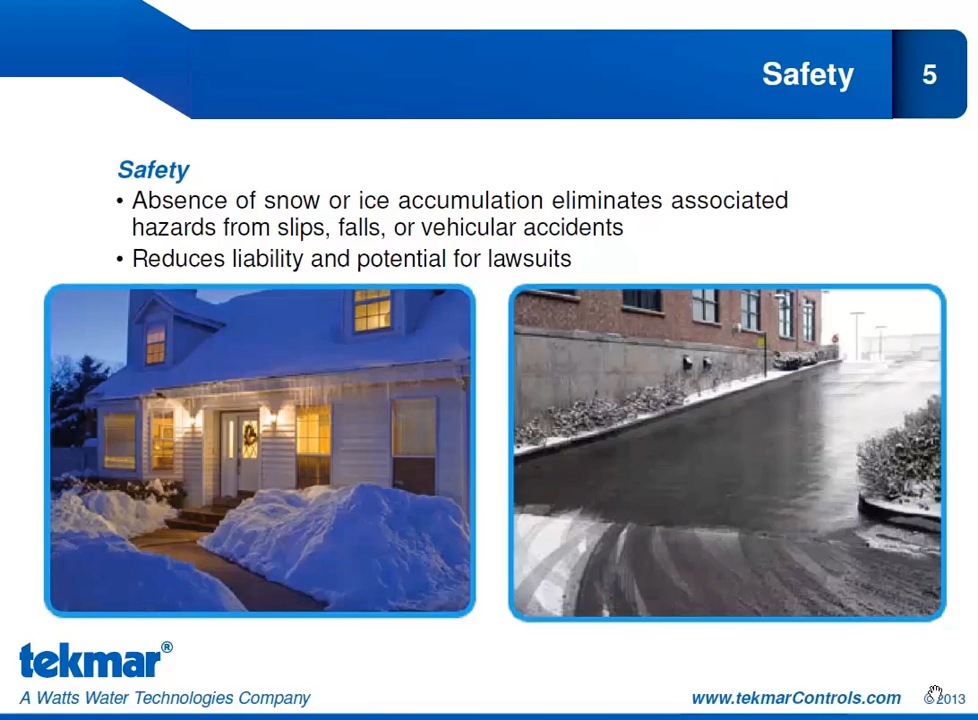 Safety
5
Safety
• Absence of snow or ice accumulation eliminates associated
hazards from slips, falls, or vehicular accidents
• Reduces liability and potential for lawsuits
tekmar®
A Watts Water Technologies Company
www.tekmarControls.com
© 2013